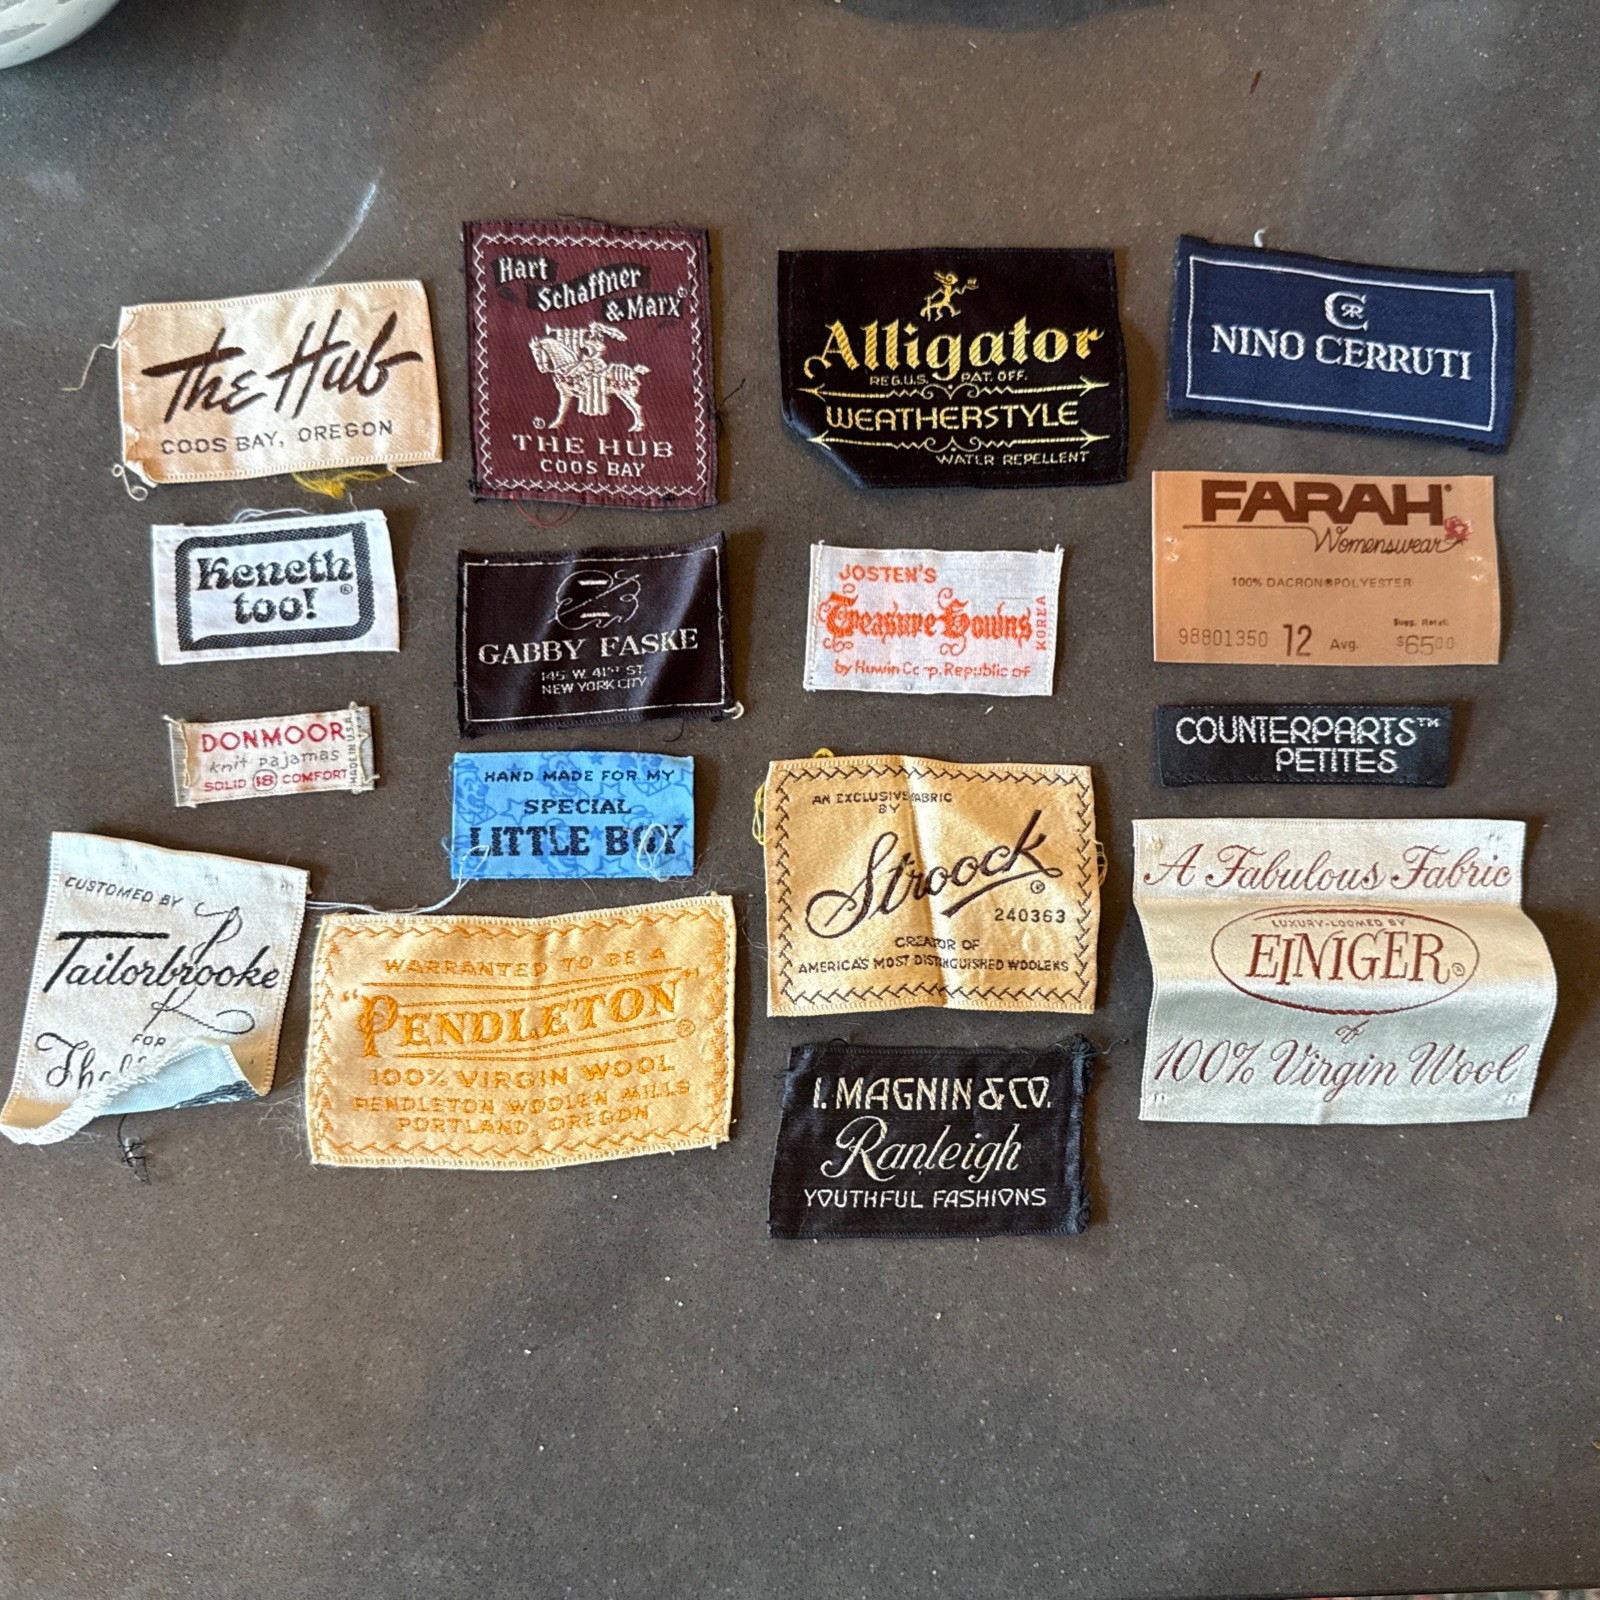 The Hub
COOS BAY, OREGON
Hart
Schaffner
& Marx
THE HUB
COOS BAY
Alligator
REG. U.S. PAT. OFF.
WEATHERSTYLE
WATER REPELLENT
NINO CERRUTI
Keneth
too!®
GABBY FASKE
145 W. 41ST ST.
NEW YORK CITY
JOSTEN'S
Treasure Gowns
by Huwin Corp. Republic of
KOREA
FARAH®
Womenswear
100% DACRON® POLYESTER
Sugg. Retail
98801350 12 Avg. $65.00
DONMOOR
knit pajamas
SOLID 18 COMFORT
MADE IN U.S.A.
HAND MADE FOR MY
SPECIAL
LITTLE BOY
COUNTERPARTS™
PETITES
CUSTOMED BY
Tailorbrooke
FOR
"PENDLETON"®
WARRANTED TO BE A
100% VIRGIN WOOL
PENDLETON WOOLEN MILLS
PORTLAND, OREGON
AN EXCLUSIVE FABRIC
BY
Stroock®
240363
CREATOR OF
AMERICA'S MOST DISTINGUISHED WOOLENS
A Fabulous Fabric
LUXURY-LOOMED BY
EINIGER®
of
100% Virgin Wool
I. MAGNIN & CO.
Ranleigh
YOUTHFUL FASHIONS